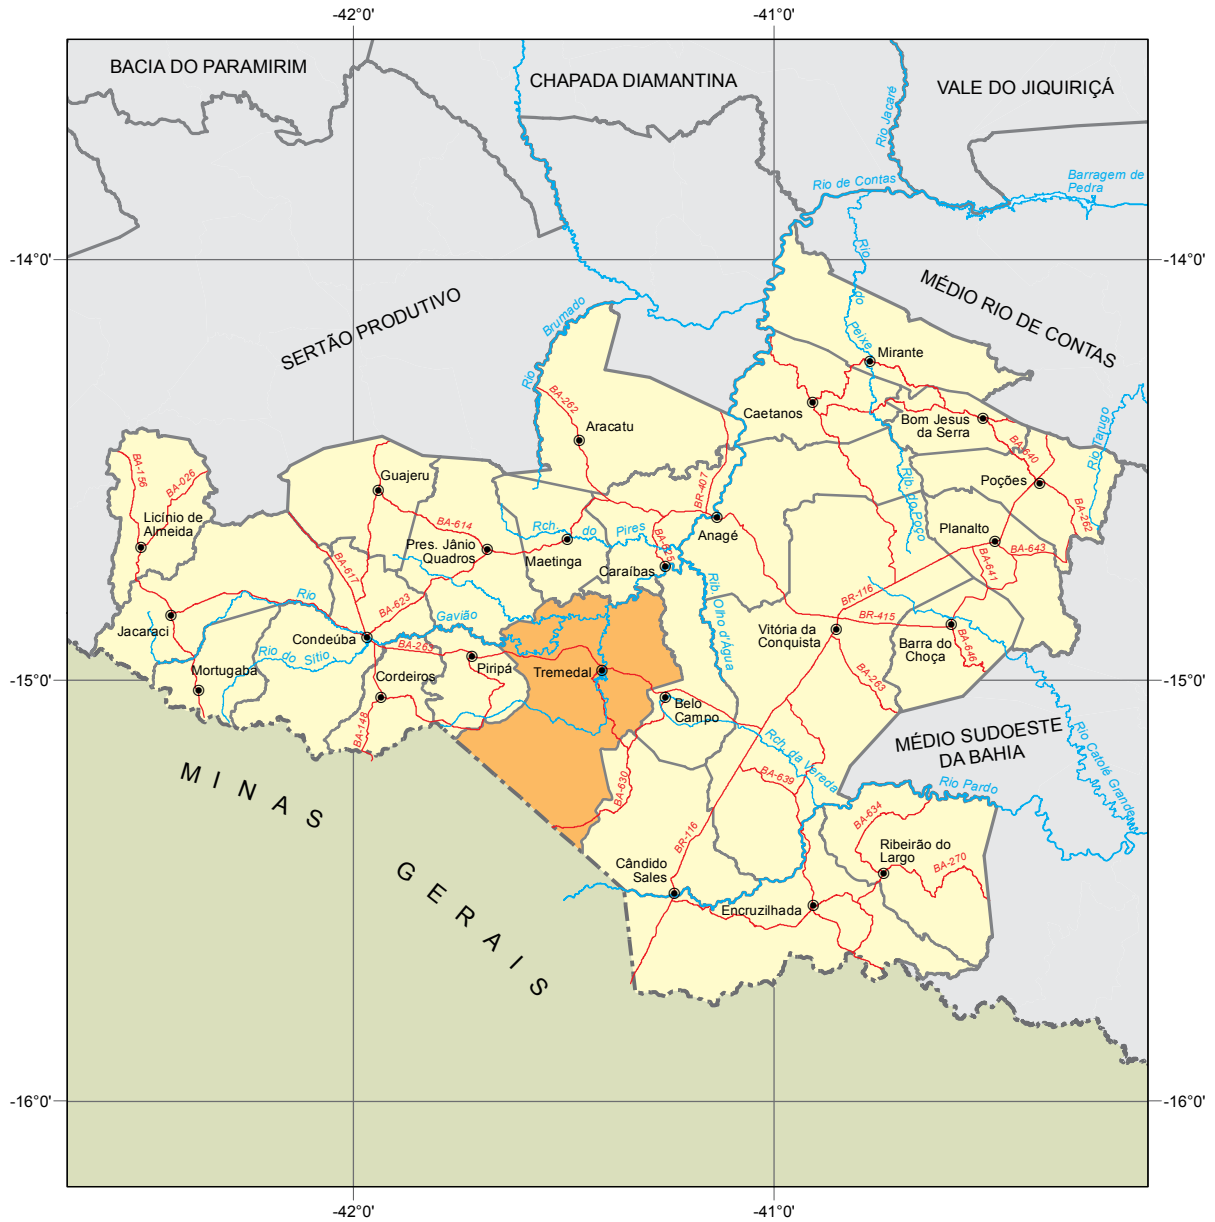 -42°0'
-41°0'
BACIA DO PARAMIRIM
CHAPADA DIAMANTINA
VALE DO JIQUIRIÇÁ
Rio Jacaré
Rio de Contas
Barragem de
Pedra
-14°0'
-14°0'
SERTÃO PRODUTIVO
MÉDIO RIO DE CONTAS
Rio
Brumado
Rio
do
Peixe
Mirante
BA-262
Caetanos
Bom Jesus
da Serra
Aracatu
Rio Tarugo
BA-640
BA-156
BA-026
Guajeru
BR-407
Rib. do Poço
Poções
BA-262
Licínio de
Almeida
BA-614
Rch.
do
Pires
Anagé
Planalto
Pres. Jânio
Quadros
Maetinga
BA-625
Caraíbas
BA-643
BA-641
BA-617
BA-623
Rio
Gavião
Rib. Olho d'Água
BR-116
BR-415
Jacaraci
Condeúba
Vitória da
Conquista
Barra do
Choça
BA-646
Rio do Sítio
BA-263
Mortugaba
Piripá
Tremedal
BA-263
-15°0'
-15°0'
Cordeiros
Belo
Campo
BA-148
Rch. da Vereda
MÉDIO SUDOESTE
DA BAHIA
Rio Catolé Grande
BA-630
BA-639
Rio Pardo
BA-634
MINAS
GERAIS
BR-116
Ribeirão do
Largo
BA-270
Cândido
Sales
Encruzilhada
-16°0'
-16°0'
-42°0'
-41°0'